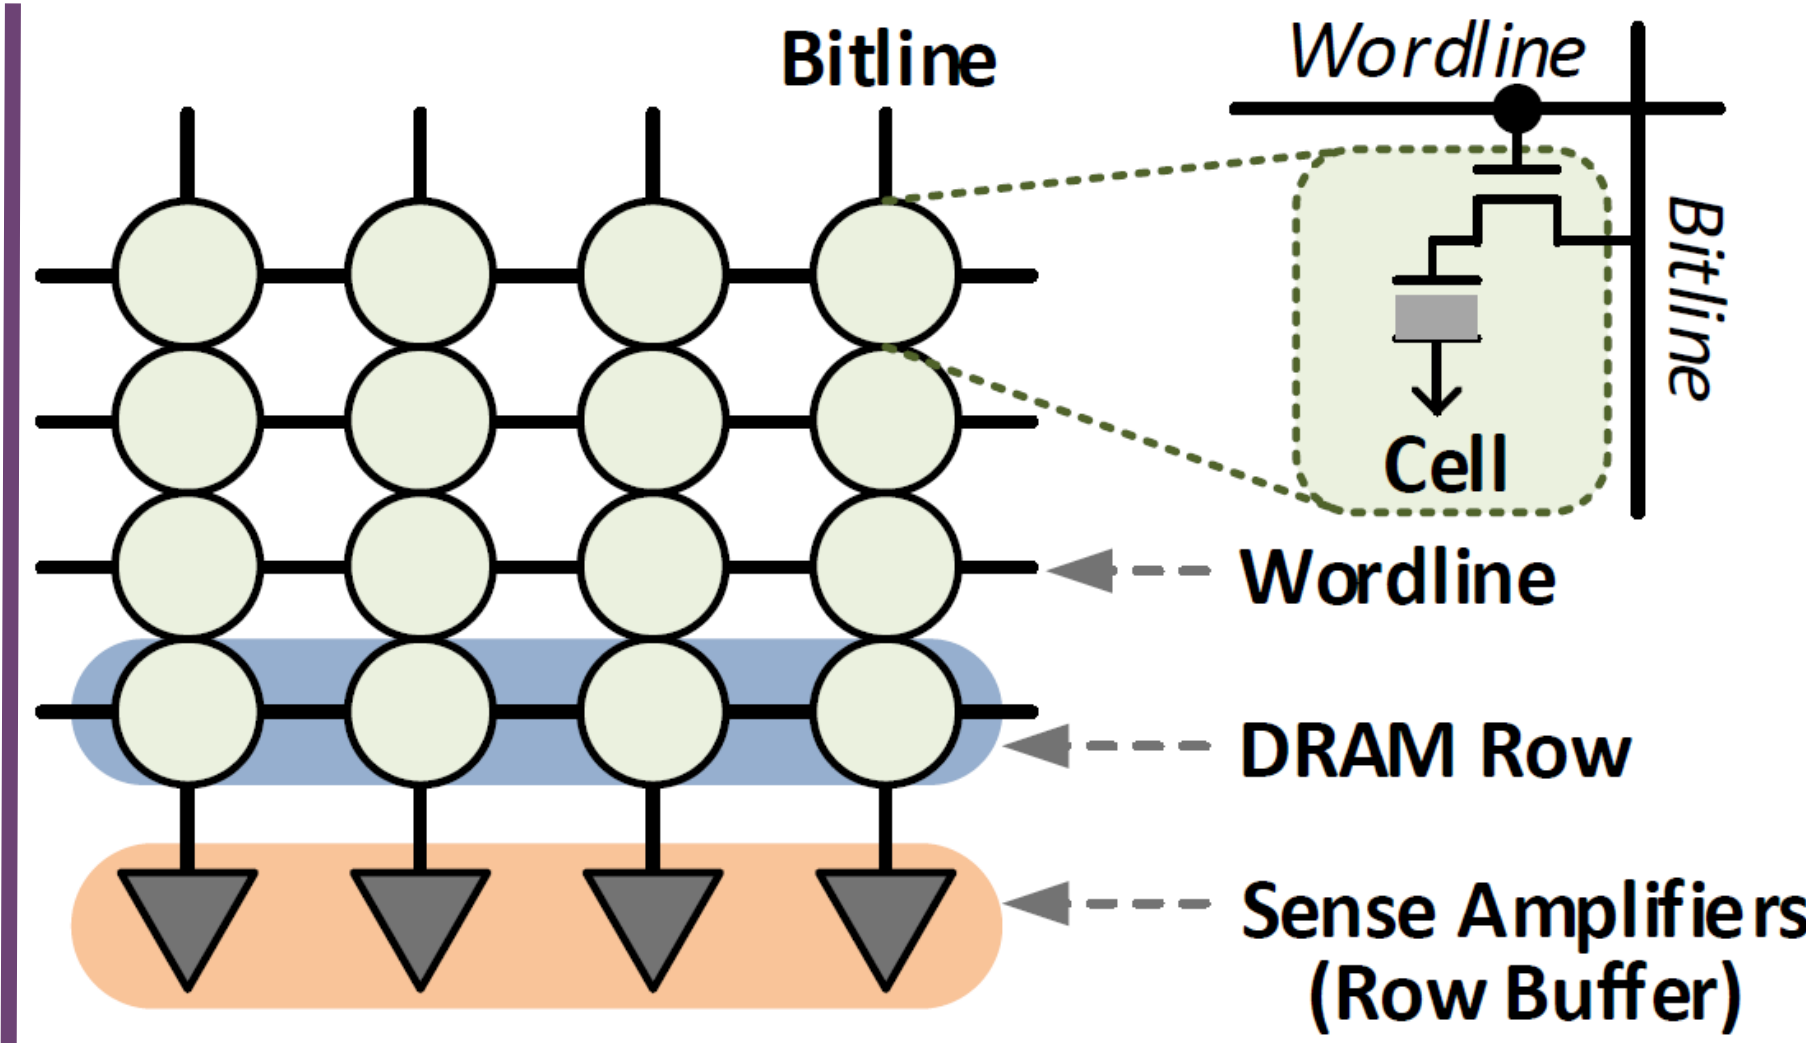 Bitline
Wordline
Bitline
Cell
Wordline
DRAM Row
Sense Amplifiers
(Row Buffer)